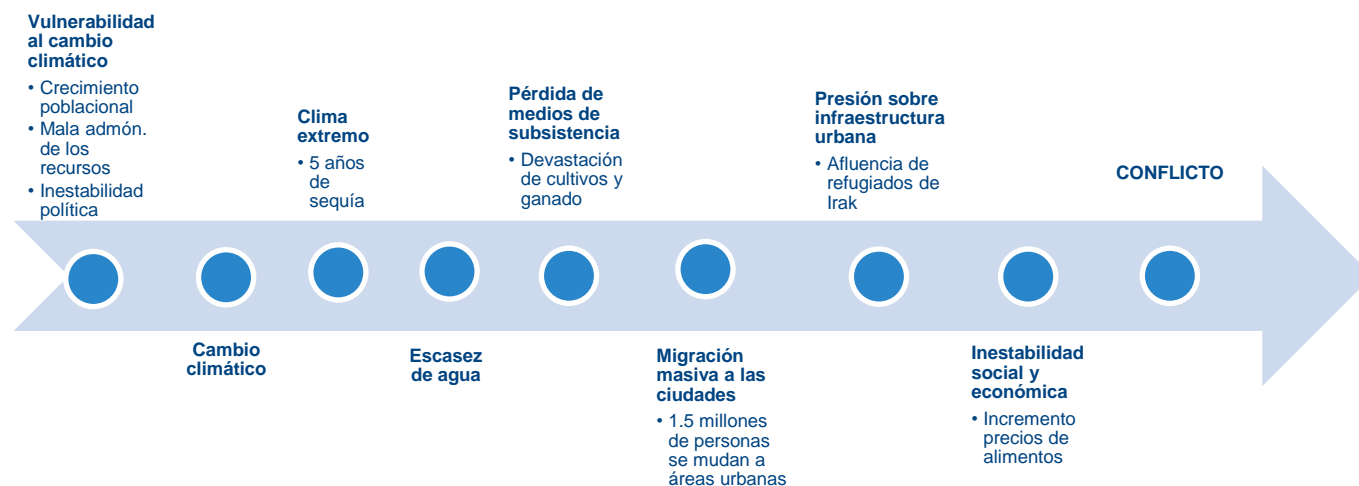 Vulnerabilidad
al cambio
climático
• Crecimiento
poblacional
• Mala admón.
de los
recursos
• Inestabilidad
política
Cambio
climático
Clima
extremo
• 5 años
de
sequía
Escasez
de agua
Pérdida de
medios de
subsistencia
• Devastación
de cultivos y
ganado
Migración
masiva a las
ciudades
• 1.5 millones
de personas
se mudan a
áreas urbanas
Presión sobre
infraestructura
urbana
• Afluencia de
refugiados de
Irak
Inestabilidad
social y
económica
• Incremento
precios de
alimentos
CONFLICTO